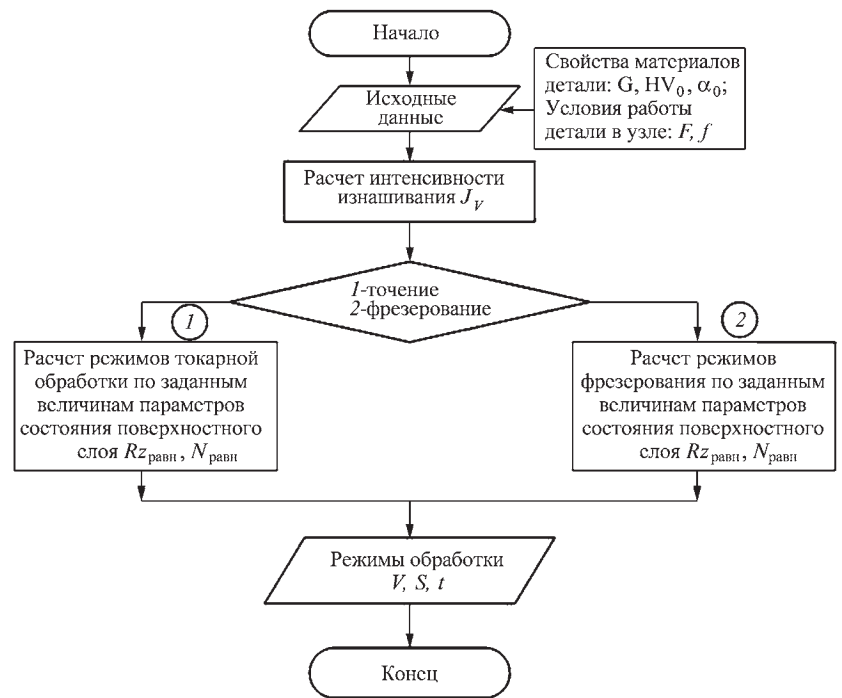 Начало
Исходные
данные
Свойства материалов
детали: G, HV₀, α₀;
Условия работы
детали в узле: F, f
Расчет интенсивности
изнашивания J_V
1-точение
2-фрезерование
1
2
Расчет режимов токарной
обработки по заданным
величинам параметров
состояния поверхностного
слоя Rz_равн, N_равн
Расчет режимов
фрезерования по заданным
величинам параметров
состояния поверхностного
слоя Rz_равн, N_равн
Режимы обработки
V, S, t
Конец